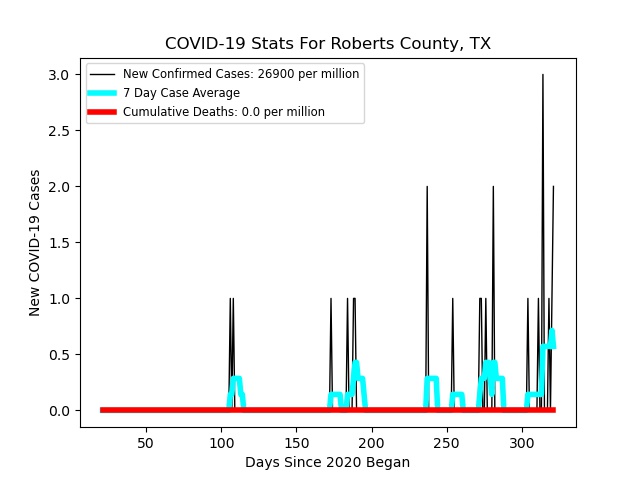 COVID-19 Stats For Roberts County, TX
New Confirmed Cases: 26900 per million
7 Day Case Average
Cumulative Deaths: 0.0 per million
New COVID-19 Cases
3.0
2.5
2.0
1.5
1.0
0.5
0.0
50 100 150 200 250 300
Days Since 2020 Began